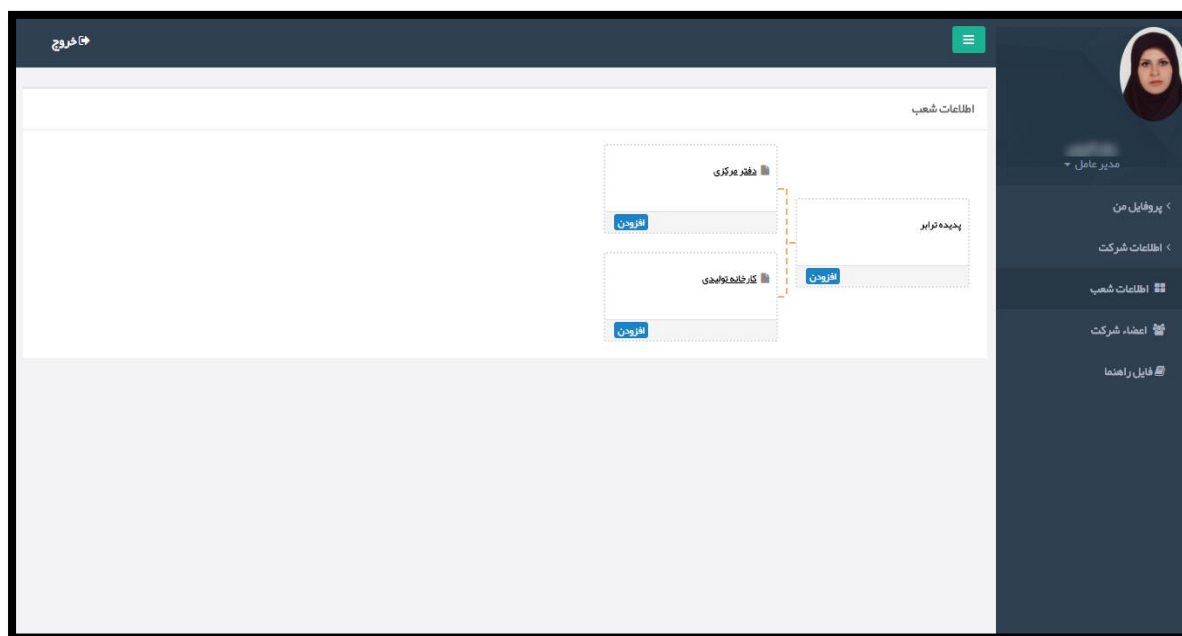 خروج
مدیر عامل
پروفایل من
اطلاعات شرکت
اطلاعات شعب
اعضاء شرکت
فایل راهنما
اطلاعات شعب
پدیده ترابر
افزودن
دفتر مرکزی
افزودن
کارخانه تولیدی
افزودن